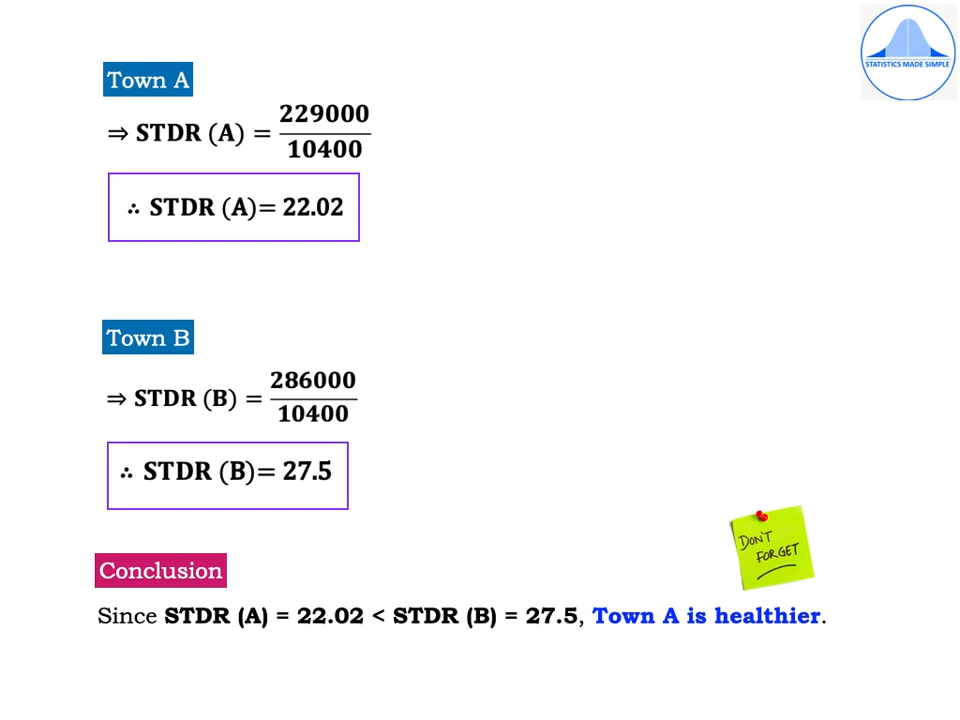 STATISTICS MADE SIMPLE
Town A
⇒ STDR (A) = 229000/10400
∴ STDR (A)= 22.02
Town B
⇒ STDR (B) = 286000/10400
∴ STDR (B)= 27.5
DON'T
FORGET
Conclusion
Since STDR (A) = 22.02 < STDR (B) = 27.5, Town A is healthier.